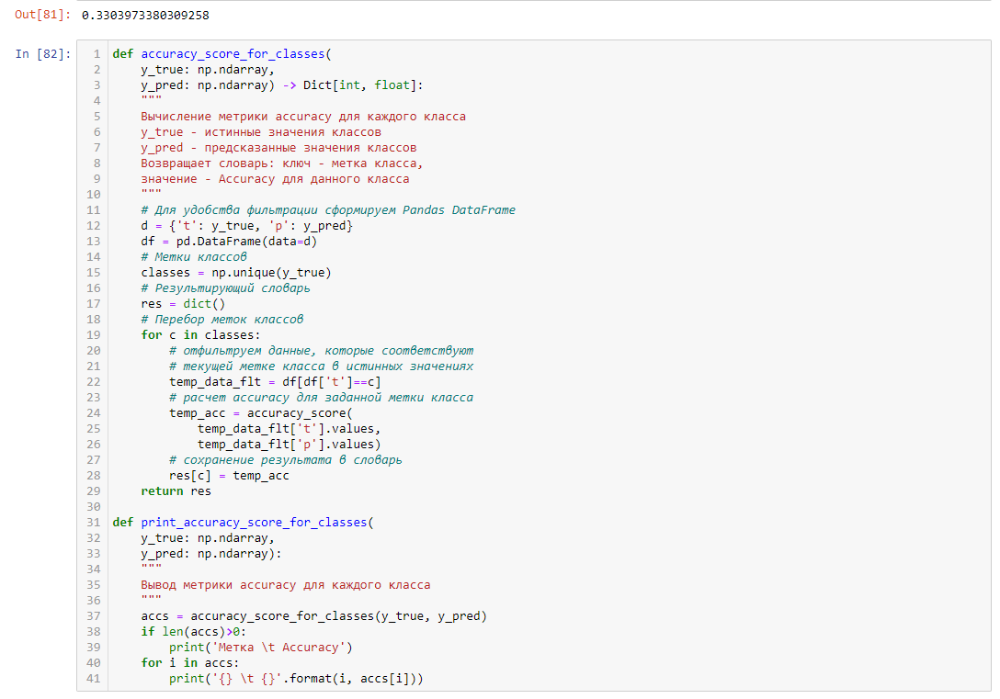 Out[81]: 0.3303973380309258
In [82]:
1 def accuracy_score_for_classes(
2     y_true: np.ndarray,
3     y_pred: np.ndarray) -> Dict[int, float]:
4     """
5     Вычисление метрики accuracy для каждого класса
6     y_true - истинные значения классов
7     y_pred - предсказанные значения классов
8     Возвращает словарь: ключ - метка класса,
9     значение - Accuracy для данного класса
10     """
11     # Для удобства фильтрации сформируем Pandas DataFrame
12     d = {'t': y_true, 'p': y_pred}
13     df = pd.DataFrame(data=d)
14     # Метки классов
15     classes = np.unique(y_true)
16     # Результирующий словарь
17     res = dict()
18     # Перебор меток классов
19     for c in classes:
20         # отфильтруем данные, которые соответствуют
21         # текущей метке класса в истинных значениях
22         temp_data_flt = df[df['t']==c]
23         # расчет accuracy для заданной метки класса
24         temp_acc = accuracy_score(
25             temp_data_flt['t'].values,
26             temp_data_flt['p'].values)
27         # сохранение результата в словарь
28         res[c] = temp_acc
29     return res
30
31 def print_accuracy_score_for_classes(
32     y_true: np.ndarray,
33     y_pred: np.ndarray):
34     """
35     Вывод метрики accuracy для каждого класса
36     """
37     accs = accuracy_score_for_classes(y_true, y_pred)
38     if len(accs)>0:
39         print('Метка \t Accuracy')
40     for i in accs:
41         print('{} \t {}'.format(i, accs[i]))